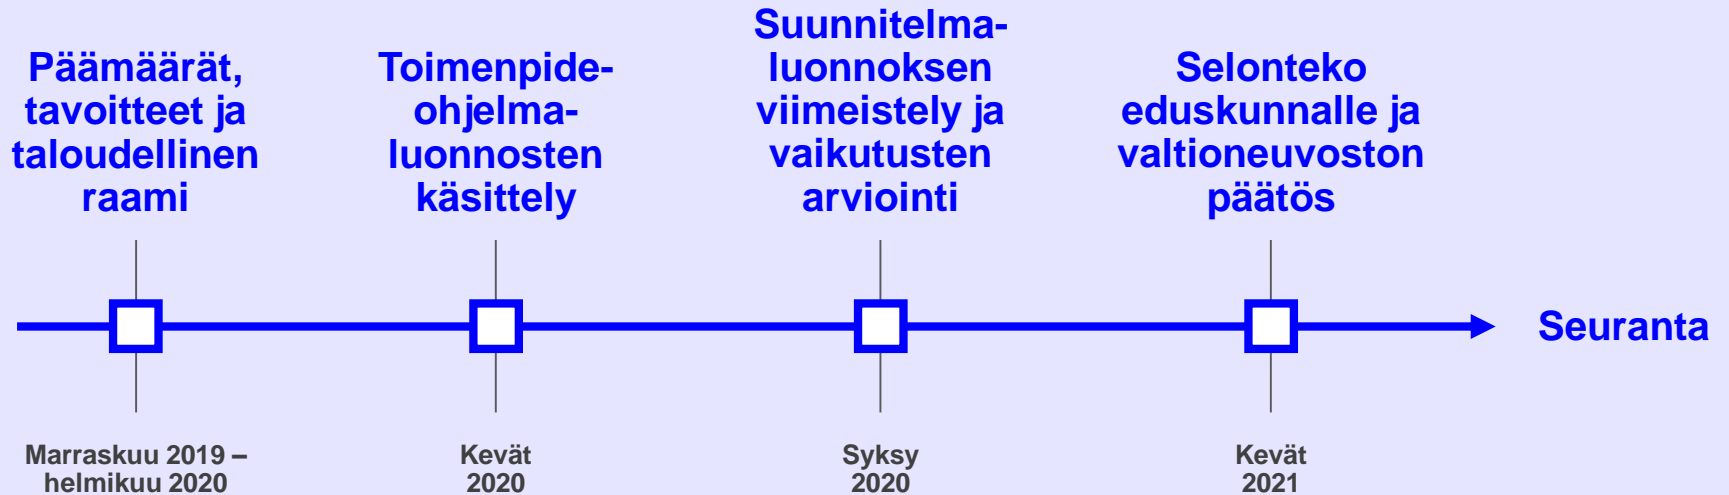 Päämäärät,
tavoitteet ja
taloudellinen
raami
Toimenpide-
ohjelma-
luonnosten
käsittely
Suunnitelma-
luonnoksen
viimeistely ja
vaikutusten
arviointi
Selonteko
eduskunnalle ja
valtioneuvoston
päätös
Seuranta
Marraskuu 2019 –
helmikuu 2020
Kevät
2020
Syksy
2020
Kevät
2021